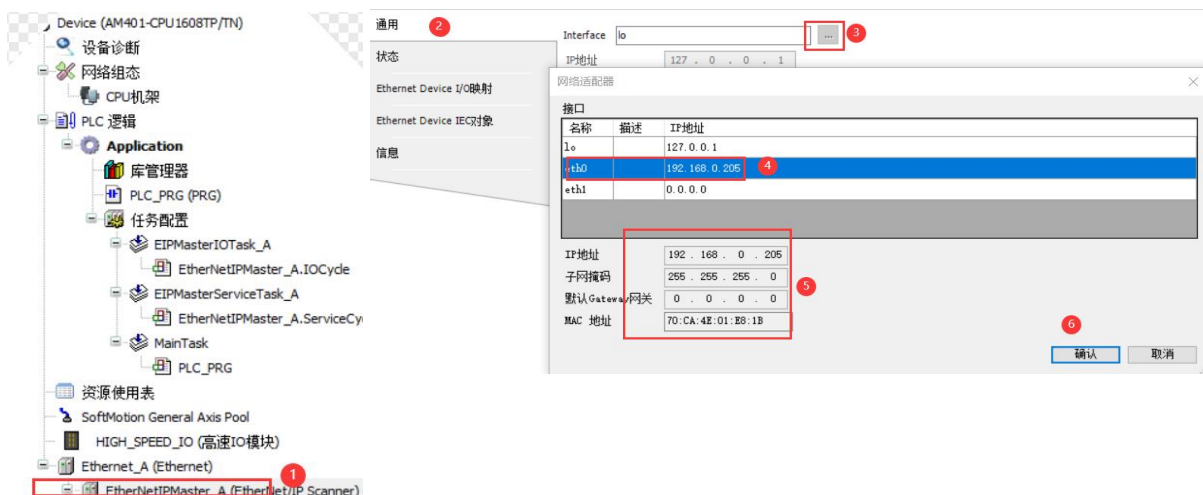 Device (AM401-CPU1608TP/TN)
设备诊断
网络组态
CPU机架
PLC 逻辑
Application
库管理器
PLC_PRG (PRG)
任务配置
EIPMasterIOTask_A
EtherNetIPMaster_A.IOCycle
EIPMasterServiceTask_A
EtherNetIPMaster_A.ServiceCy
MainTask
PLC_PRG
资源使用表
SoftMotion General Axis Pool
HIGH_SPEED_IO (高速IO模块)
Ethernet_A (Ethernet)
1
EtherNetIPMaster_A (EtherNet/IP Scanner)
通用 2
状态
Ethernet Device I/O映射
Ethernet Device IEC对象
信息
Interface lo ... 3
IP地址 127 . 0 . 0 . 1
网络适配器
接口
名称 描述 IP地址
lo 127.0.0.1
eth0 192.168.0.205 4
eth1 0.0.0.0
IP地址 192 . 168 . 0 . 205
子网掩码 255 . 255 . 255 . 0
5
默认Gateway网关 0 . 0 . 0 . 0
MAC 地址 70:CA:4E:01:E8:1B
6
确认 取消